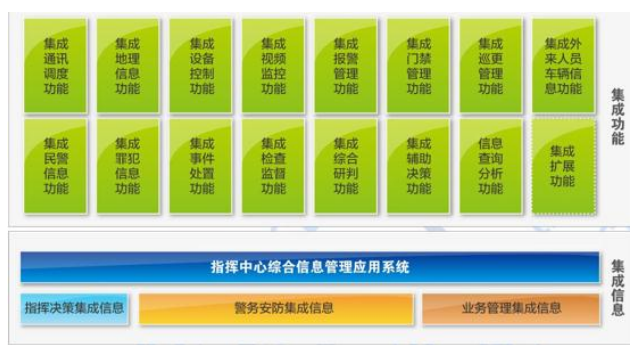 集成
通讯
调度
功能
集成
地理
信息
功能
集成
设备
控制
功能
集成
视频
监控
功能
集成
报警
管理
功能
集成
门禁
管理
功能
集成
巡更
管理
功能
集成外
来人员
车辆信
息功能
集成功能
集成
民警
信息
功能
集成
罪犯
信息
功能
集成
事件
处置
功能
集成
检查
监督
功能
集成
综合
研判
功能
集成
辅助
决策
功能
信息
查询
分析
功能
集成
扩展
功能
指挥中心综合信息管理应用系统
集成信息
指挥决策集成信息
警务安防集成信息
业务管理集成信息